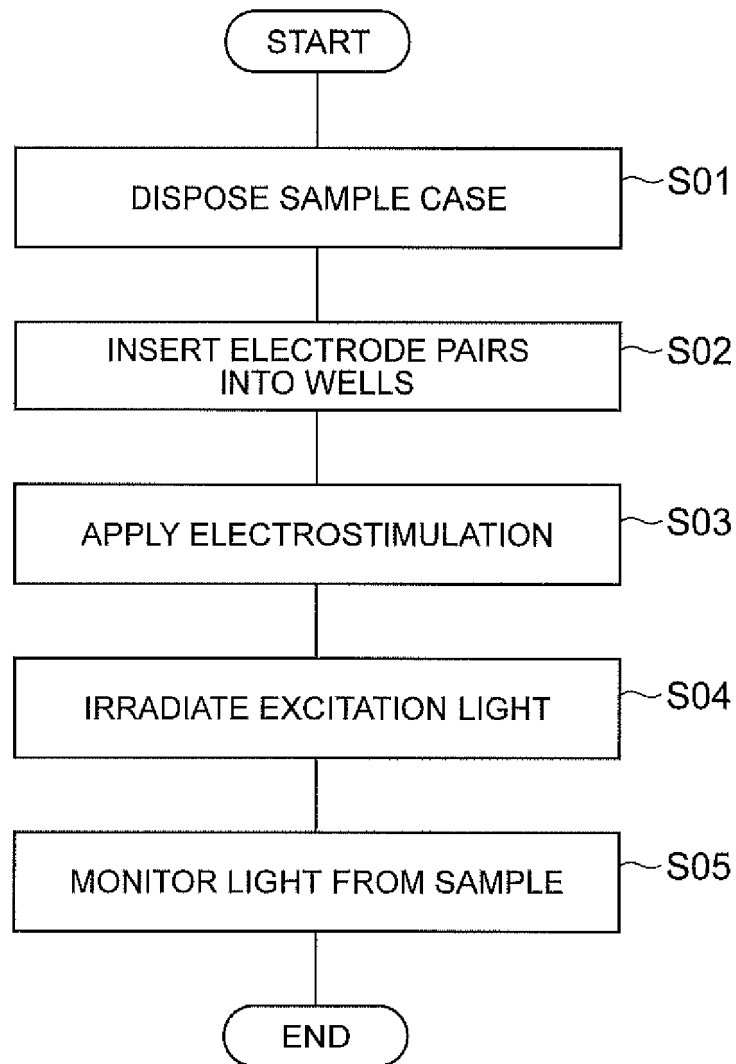 START
DISPOSE SAMPLE CASE
S01
INSERT ELECTRODE PAIRS
INTO WELLS
S02
APPLY ELECTROSTIMULATION
S03
IRRADIATE EXCITATION LIGHT
S04
MONITOR LIGHT FROM SAMPLE
S05
END